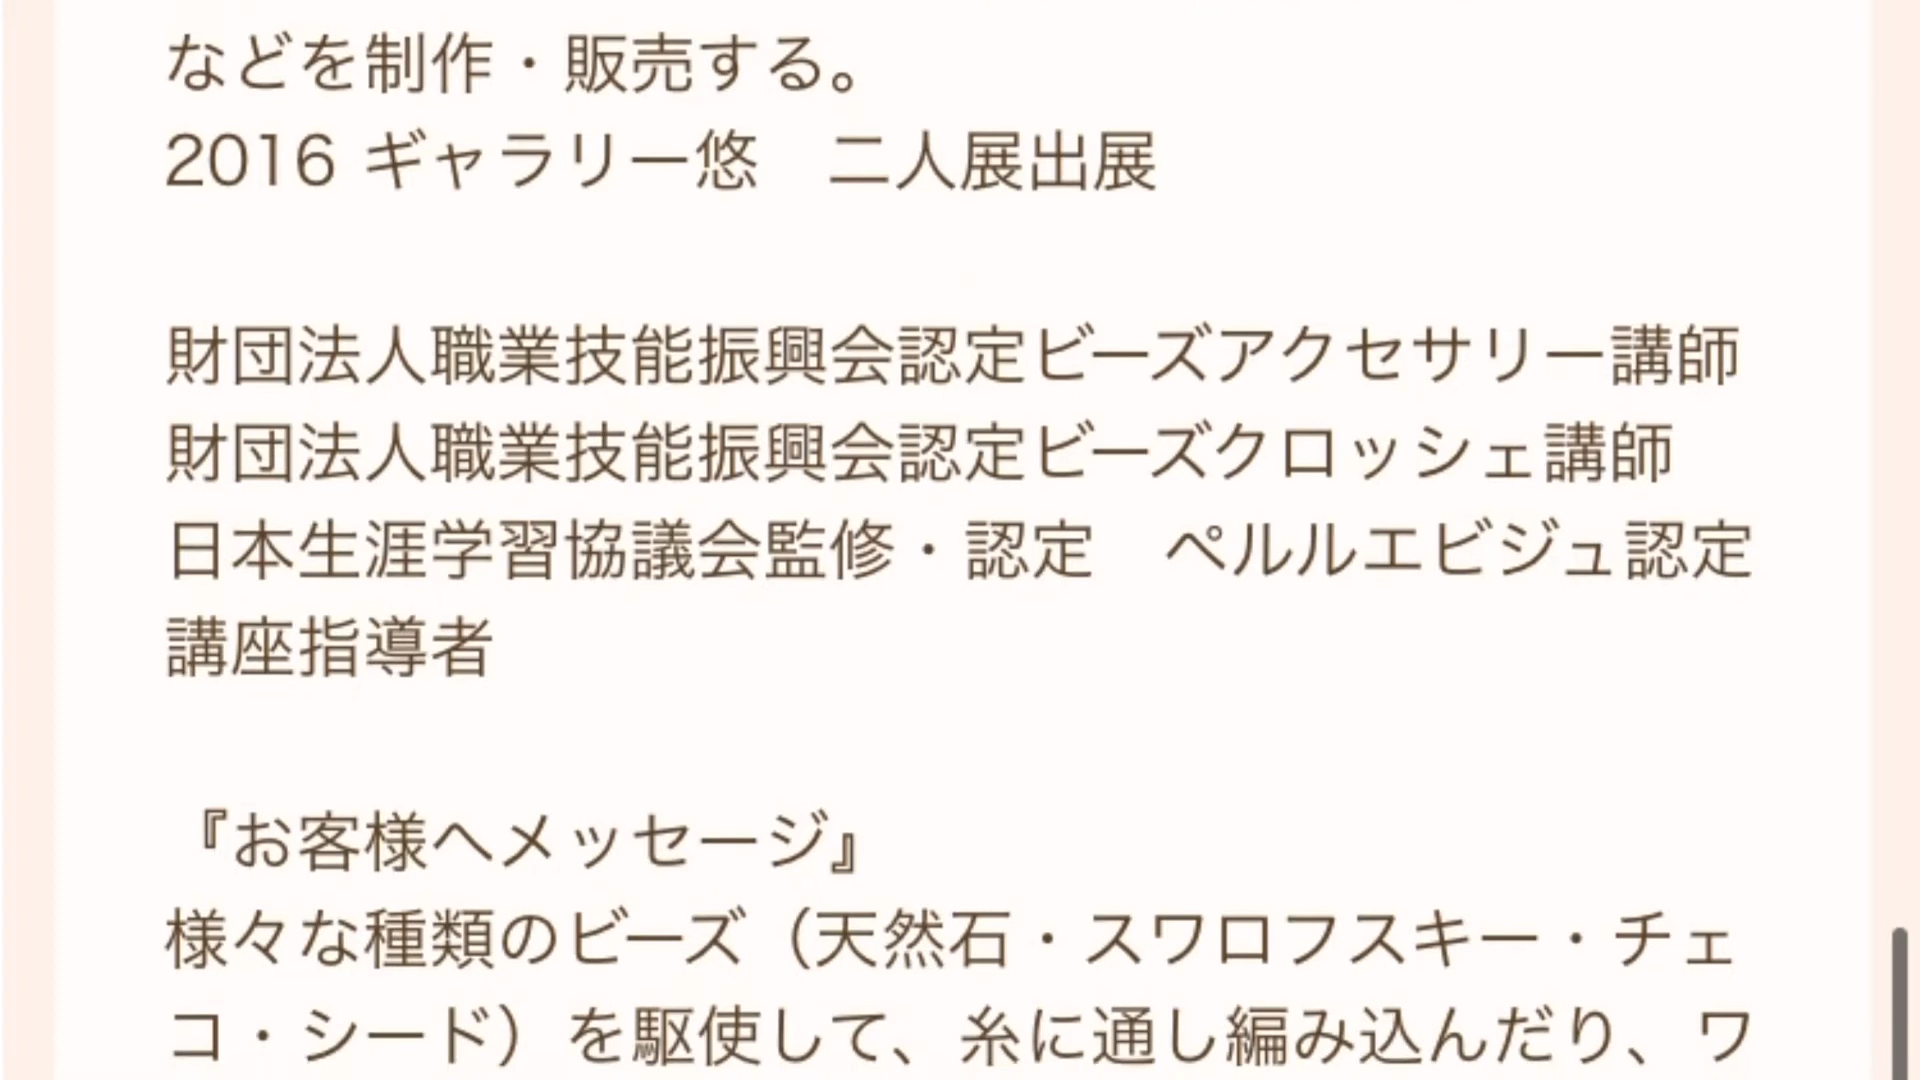 などを制作・販売する。
2016 ギャラリー悠　二人展出展
財団法人職業技能振興会認定ビーズアクセサリー講師
財団法人職業技能振興会認定ビーズクロッシェ講師
日本生涯学習協議会監修・認定　ペルルエビジュ認定
講座指導者
『お客様へメッセージ』
様々な種類のビーズ（天然石・スワロフスキー・チェ
コ・シード）を駆使して、糸に通し編み込んだり、ワ